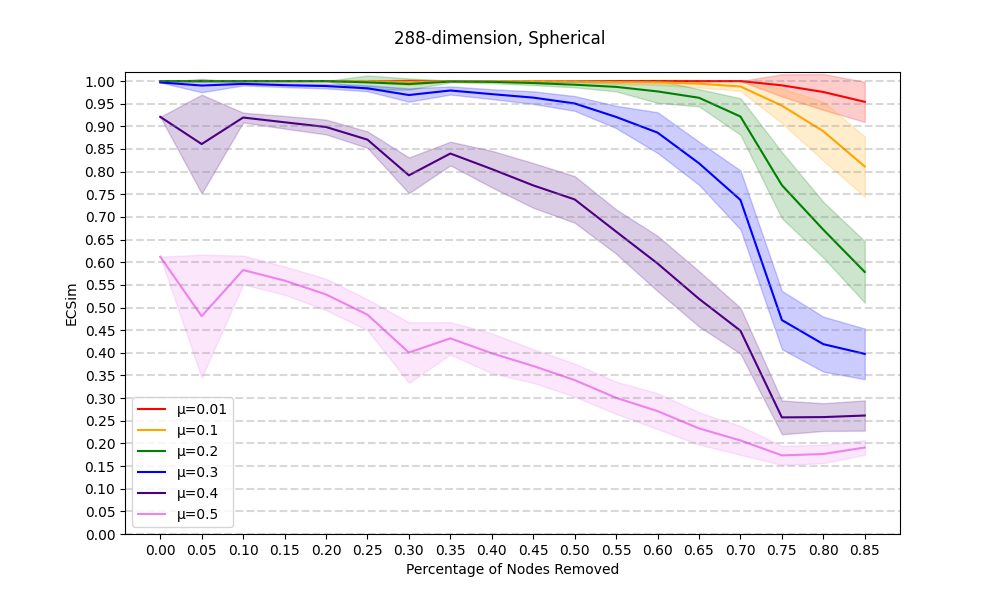 288-dimension, Spherical
ECSim
1.00
0.95
0.90
0.85
0.80
0.75
0.70
0.65
0.60
0.55
0.50
0.45
0.40
0.35
0.30
0.25
0.20
0.15
0.10
0.05
0.00
μ=0.01
μ=0.1
μ=0.2
μ=0.3
μ=0.4
μ=0.5
0.00 0.05 0.10 0.15 0.20 0.25 0.30 0.35 0.40 0.45 0.50 0.55 0.60 0.65 0.70 0.75 0.80 0.85
Percentage of Nodes Removed